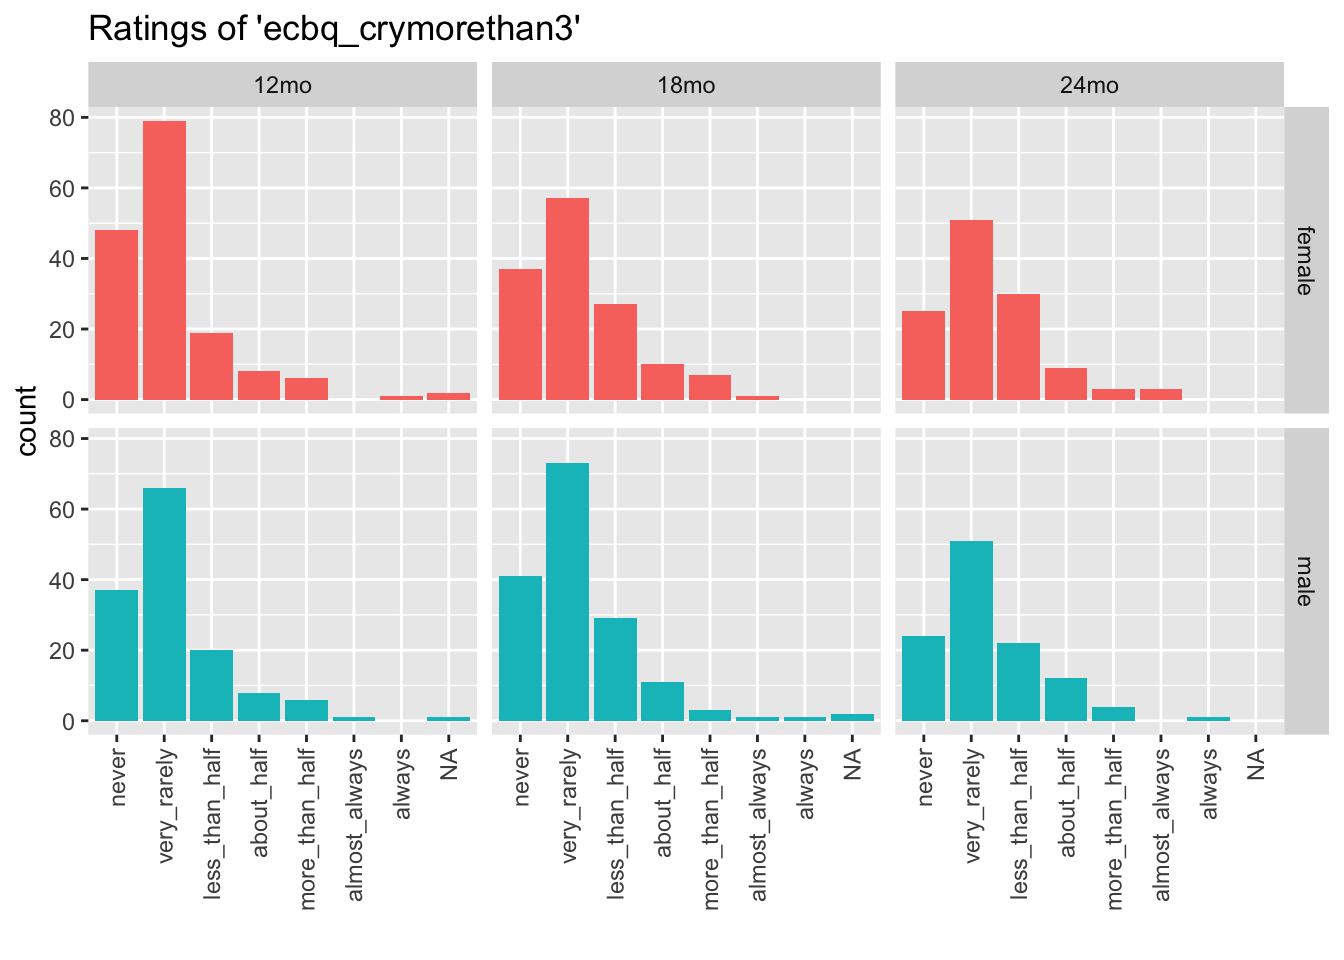 Ratings of 'ecbq_crymorethan3'
12mo 18mo 24mo
80
60
40
20
0
female
count
80
60
40
20
0
male
never very_rarely less_than_half about_half more_than_half almost_always always NA never very_rarely less_than_half about_half more_than_half almost_always always NA never very_rarely less_than_half about_half more_than_half almost_always always NA